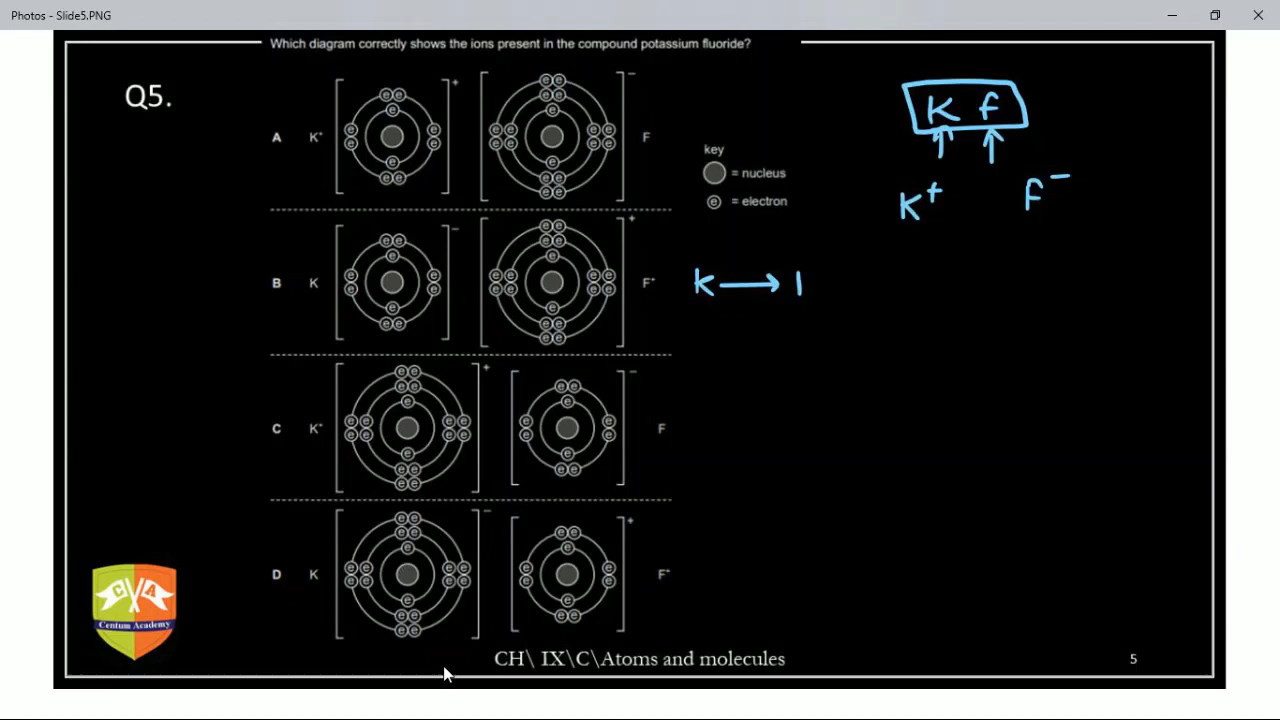 Photos - Slide5.PNG
Which diagram correctly shows the ions present in the compound potassium fluoride?
Q5.
A K⁺ + − F
key
= nucleus
e = electron
B K − + F⁺
C K⁺ + − F
D K − + F⁺
K f
K⁺ f⁻
K → 1
C A
Centum Academy
CH\ IX\C\Atoms and molecules
5